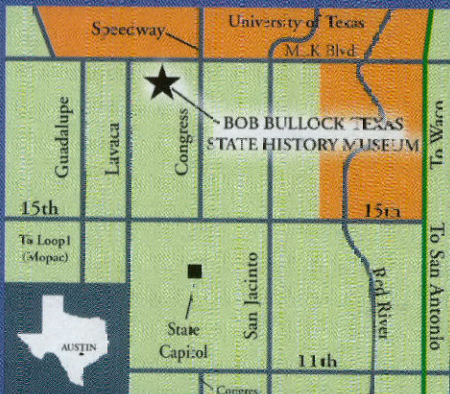 Speedway
University of Texas
MLK Blvd
BOB BULLOCK TEXAS
STATE HISTORY MUSEUM
Guadalupe
Lavaca
Congress
To Waco
15th
15th
To Loop1
(Mopac)
State
Capitol
San Jacinto
Red River
To San Antonio
AUSTIN
11th
Congres